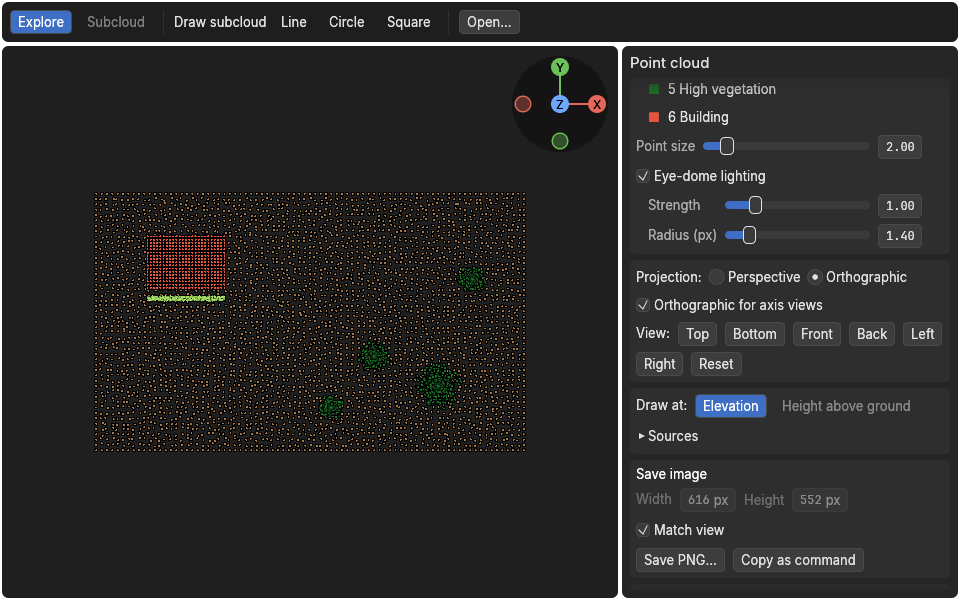 Explore Subcloud Draw subcloud Line Circle Square Open...
Y
Z X
Point cloud
5 High vegetation
6 Building
Point size 2.00
Eye-dome lighting
Strength 1.00
Radius (px) 1.40
Projection: Perspective Orthographic
Orthographic for axis views
View: Top Bottom Front Back Left
Right Reset
Draw at: Elevation Height above ground
Sources
Save image
Width 616 px Height 552 px
Match view
Save PNG... Copy as command